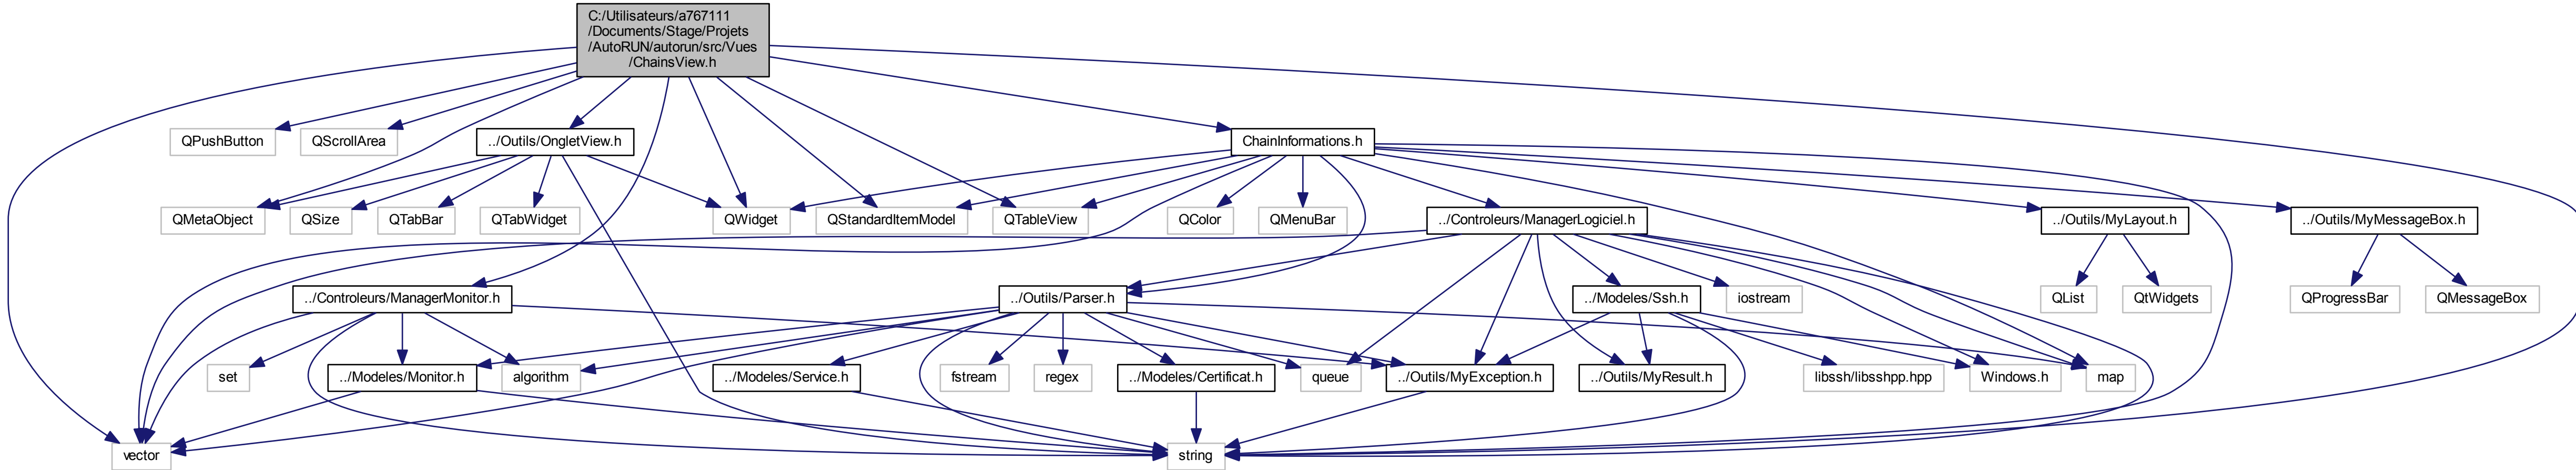 C:/Utilisateurs/a767111
/Documents/Stage/Projets
/AutoRUN/autorun/src/Vues
/ChainsView.h
QPushButton
QScrollArea
../Outils/OngletView.h
ChainInformations.h
QMetaObject
QSize
QTabBar
QTabWidget
QWidget
QStandardItemModel
QTableView
QColor
QMenuBar
../Controleurs/ManagerLogiciel.h
../Outils/MyLayout.h
../Outils/MyMessageBox.h
../Controleurs/ManagerMonitor.h
../Outils/Parser.h
../Modeles/Ssh.h
iostream
QList
QtWidgets
QProgressBar
QMessageBox
set
../Modeles/Monitor.h
algorithm
../Modeles/Service.h
fstream
regex
../Modeles/Certificat.h
queue
../Outils/MyException.h
../Outils/MyResult.h
libssh/libsshpp.hpp
Windows.h
map
vector
string